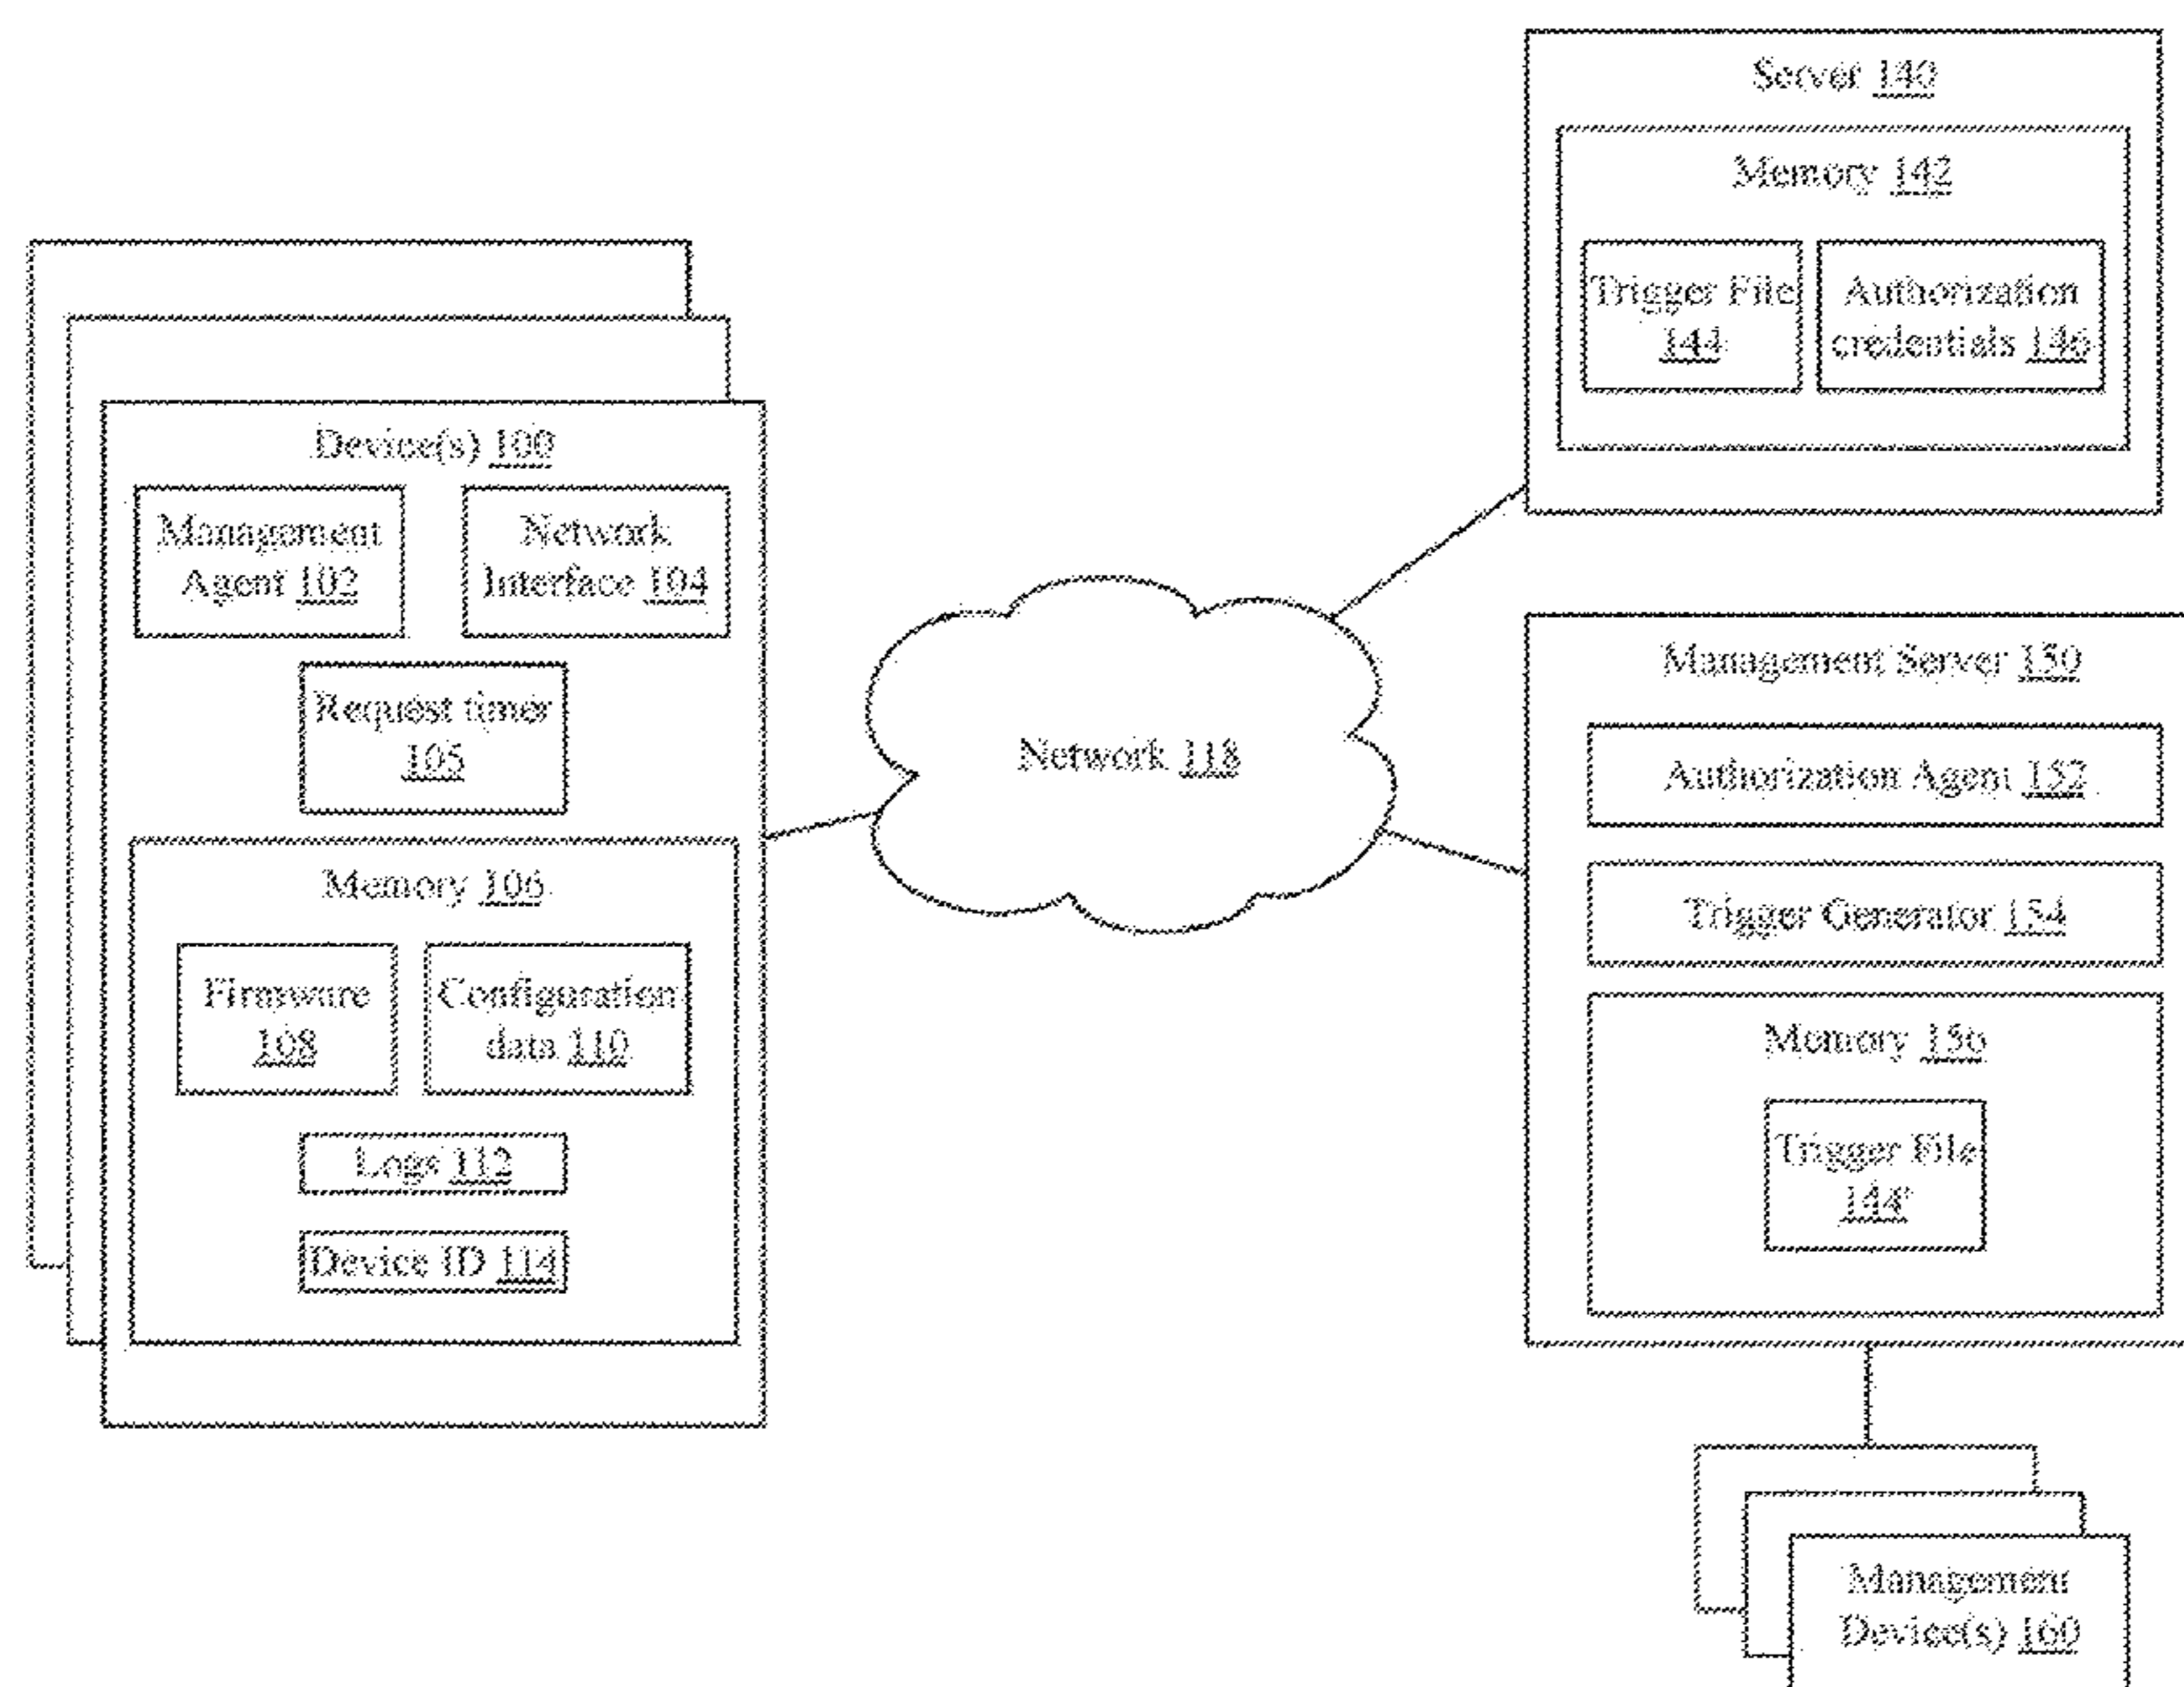 Device(s) 100
Management
Agent 102
Network
Interface 104
Request timer
105
Memory 106
Firmware
108
Configuration
data 110
Logs 112
Device ID 114
Network 118
Server 140
Memory 142
Trigger File
144
Authorization
credentials 146
Management Server 150
Authorization Agent 152
Trigger Generator 154
Memory 156
Trigger File
144'
Management
Device(s) 160